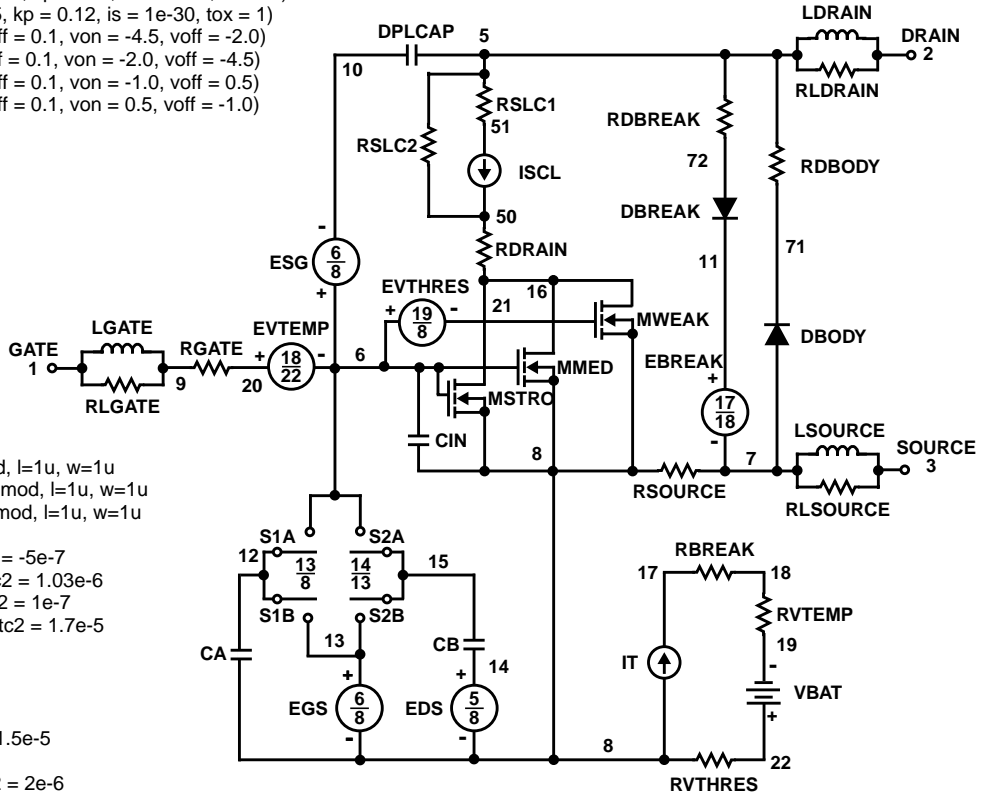 , kp = 0.12, is = 1e-30, tox = 1)
ff = 0.1, von = -4.5, voff = -2.0)
f = 0.1, von = -2.0, voff = -4.5)
ff = 0.1, von = -1.0, voff = 0.5)
ff = 0.1, von = 0.5, voff = -1.0)
LDRAIN
DPLCAP 5 DRAIN
10 2
RLDRAIN
RSLC1
51
RSLC2
ISCL
RDBREAK
72
RDBODY
DBREAK
50
RDRAIN
11
71
-
ESG 6/8
+
EVTHRES
+ 19/8 -
21
16
MWEAK
LGATE
GATE
1
RLGATE
9
RGATE
20
EVTEMP
+ 18/22 -
6
MMED
MSTRO
EBREAK
+
17/18
-
DBODY
CIN
8
7
RSOURCE
LSOURCE
SOURCE
3
RLSOURCE
d, l=1u, w=1u
mod, l=1u, w=1u
mod, l=1u, w=1u
= -5e-7
c2 = 1.03e-6
2 = 1e-7
tc2 = 1.7e-5
1.5e-5
2 = 2e-6
S1A S2A
12
13/8
14/13
15
S1B S2B
13
CA
CB
14
+
EGS 6/8
-
+
EDS 5/8
-
RBREAK
17 18
RVTEMP
19
IT
-
VBAT
+
8
22
RVTHRES